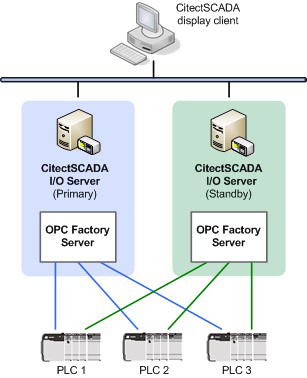 CitectSCADA
display client
CitectSCADA
I/O Server
(Primary)
OPC Factory
Server
CitectSCADA
I/O Server
(Standby)
OPC Factory
Server
PLC 1
PLC 2
PLC 3